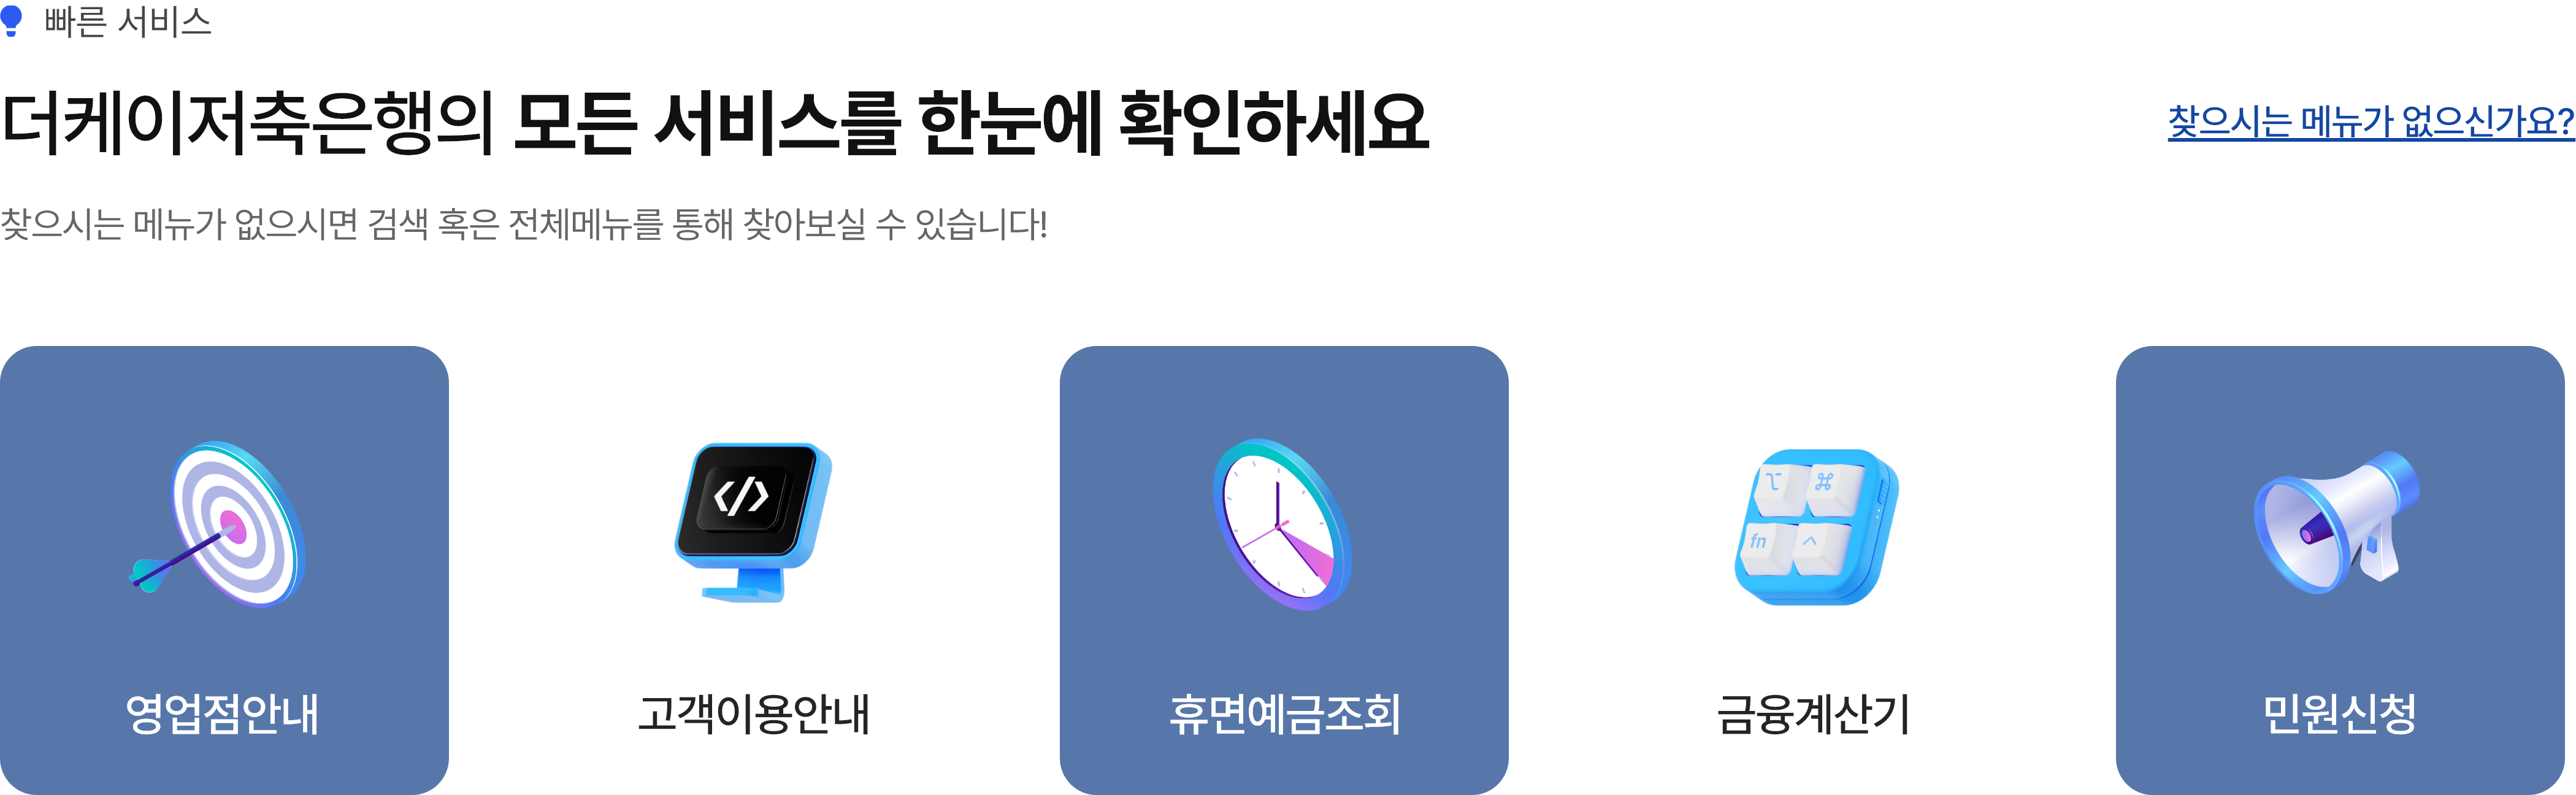 빠른 서비스
더케이저축은행의 모든 서비스를 한눈에 확인하세요
찾으시는 메뉴가 없으신가요?
찾으시는 메뉴가 없으시면 검색 혹은 전체메뉴를 통해 찾아보실 수 있습니다!
</>
⌥ ⌘
fn ^
영업점안내
고객이용안내
휴면예금조회
금융계산기
민원신청